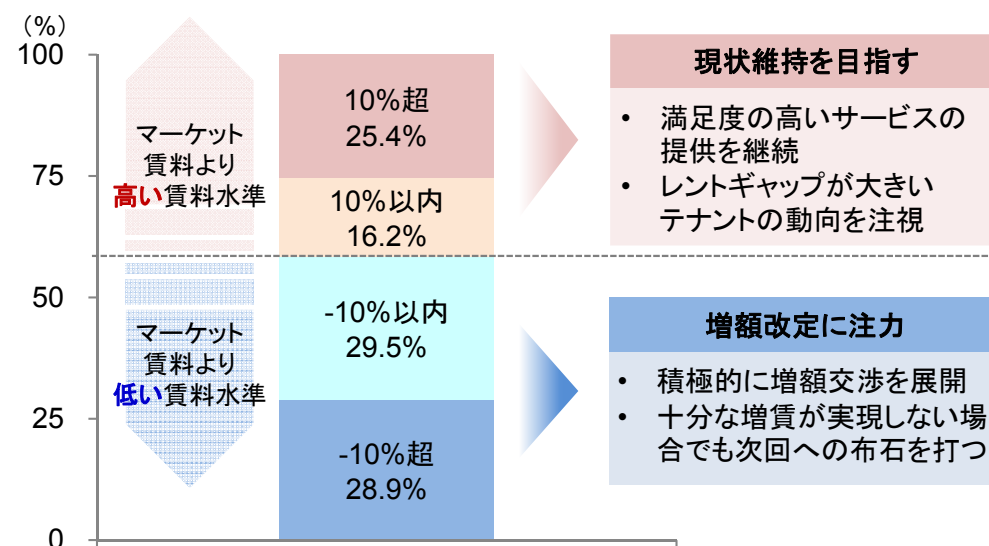 (%)
100
75
50
25
0
マーケット
賃料より
高い賃料水準
マーケット
賃料より
低い賃料水準
10%超
25.4%
10%以内
16.2%
-10%以内
29.5%
-10%超
28.9%
現状維持を目指す
• 満足度の高いサービスの
提供を継続
• レントギャップが大きい
テナントの動向を注視
増額改定に注力
• 積極的に増額交渉を展開
• 十分な増賃が実現しない場
合でも次回への布石を打つ